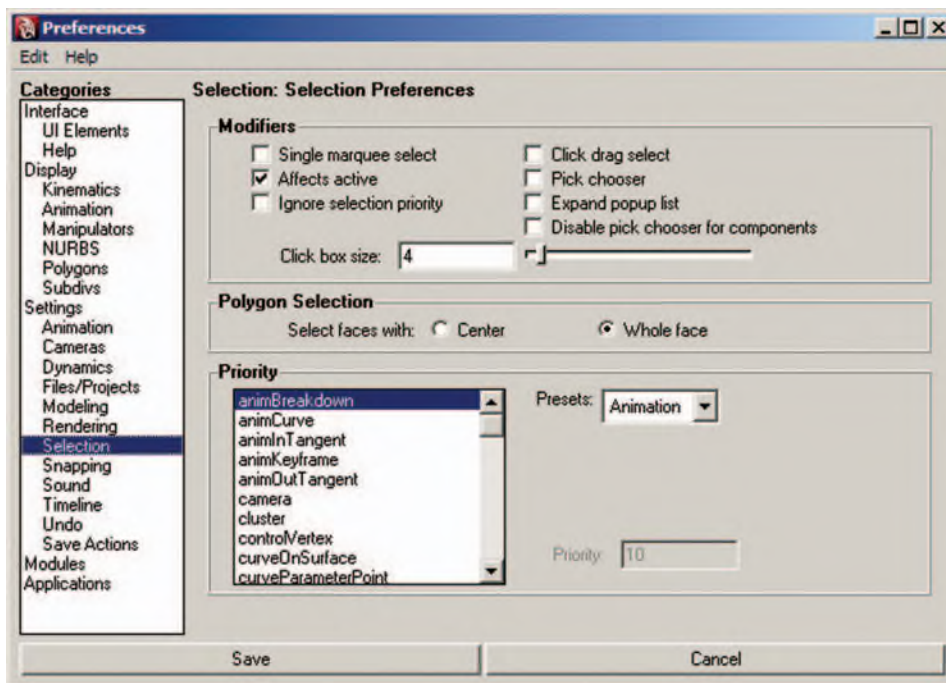 Preferences
Edit Help
Categories
Interface
UI Elements
Help
Display
Kinematics
Animation
Manipulators
NURBS
Polygons
Subdivs
Settings
Animation
Cameras
Dynamics
Files/Projects
Modeling
Rendering
Selection
Snapping
Sound
Timeline
Undo
Save Actions
Modules
Applications
Selection: Selection Preferences
Modifiers
Single marquee select
Affects active
Ignore selection priority
Click drag select
Pick chooser
Expand popup list
Disable pick chooser for components
Click box size: 4
Polygon Selection
Select faces with: Center Whole face
Priority
animBreakdown
animCurve
animInTangent
animKeyframe
animOutTangent
camera
cluster
controlVertex
curveOnSurface
curveParameterPoint
Presets: Animation
Priority: 10
Save Cancel